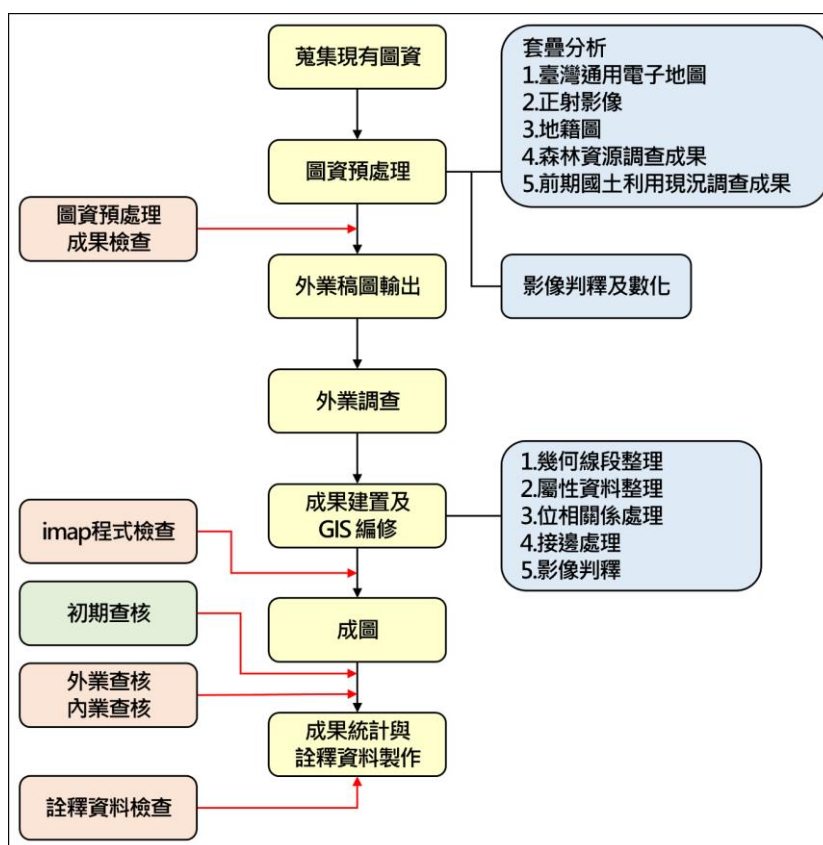 蒐集現有圖資
套疊分析
1.臺灣通用電子地圖
2.正射影像
3.地籍圖
4.森林資源調查成果
5.前期國土利用現況調查成果
圖資預處理
圖資預處理
成果檢查
外業稿圖輸出
影像判釋及數化
外業調查
1.幾何線段整理
2.屬性資料整理
3.位相關係處理
4.接邊處理
5.影像判釋
成果建置及
GIS 編修
imap程式檢查
初期查核
成圖
外業查核
內業查核
成果統計與
詮釋資料製作
詮釋資料檢查